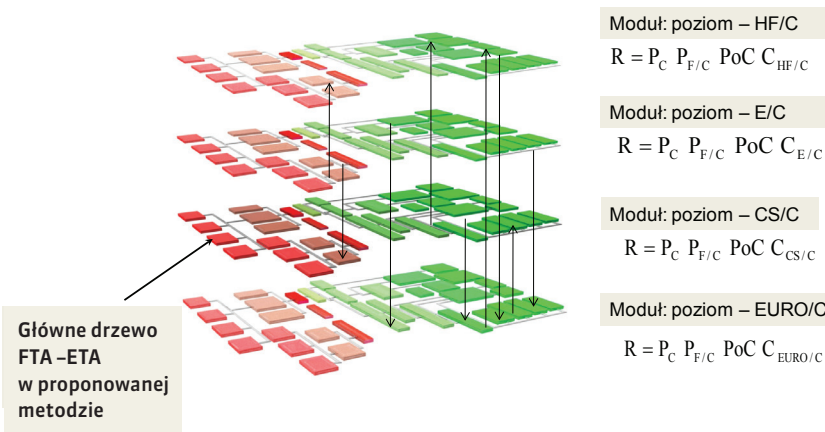 Moduł: poziom – HF/C
R = P_C P_F/C PoC C_HF/C
Moduł: poziom – E/C
R = P_C P_F/C PoC C_E/C
Moduł: poziom – CS/C
R = P_C P_F/C PoC C_CS/C
Moduł: poziom – EURO/C
R = P_C P_F/C PoC C_EURO/C
Główne drzewo
FTA –ETA
w proponowanej
metodzie